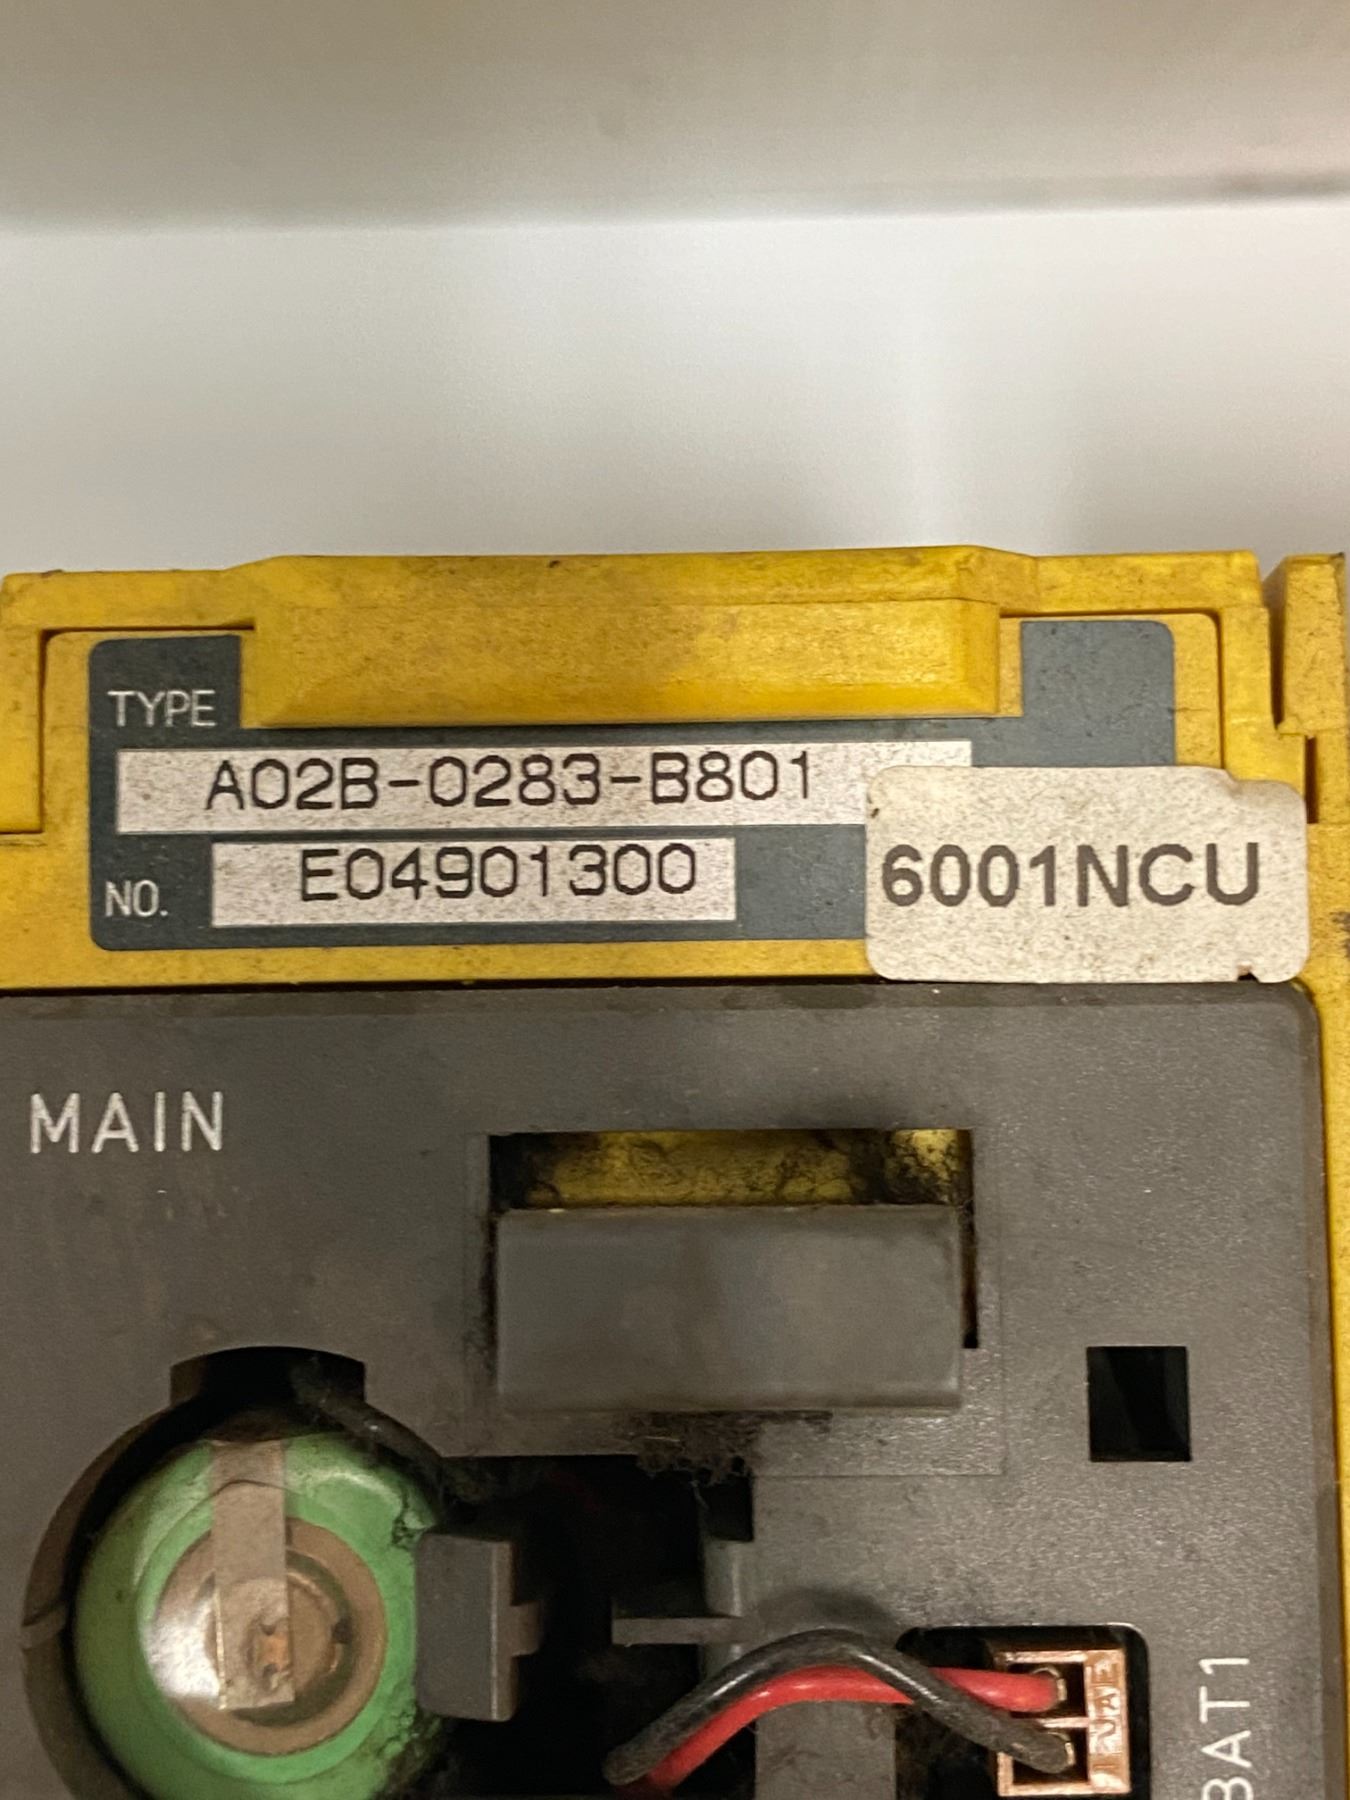 TYPE
A02B-0283-B801
NO.
E04901300
6001NCU
MAIN
BAT1